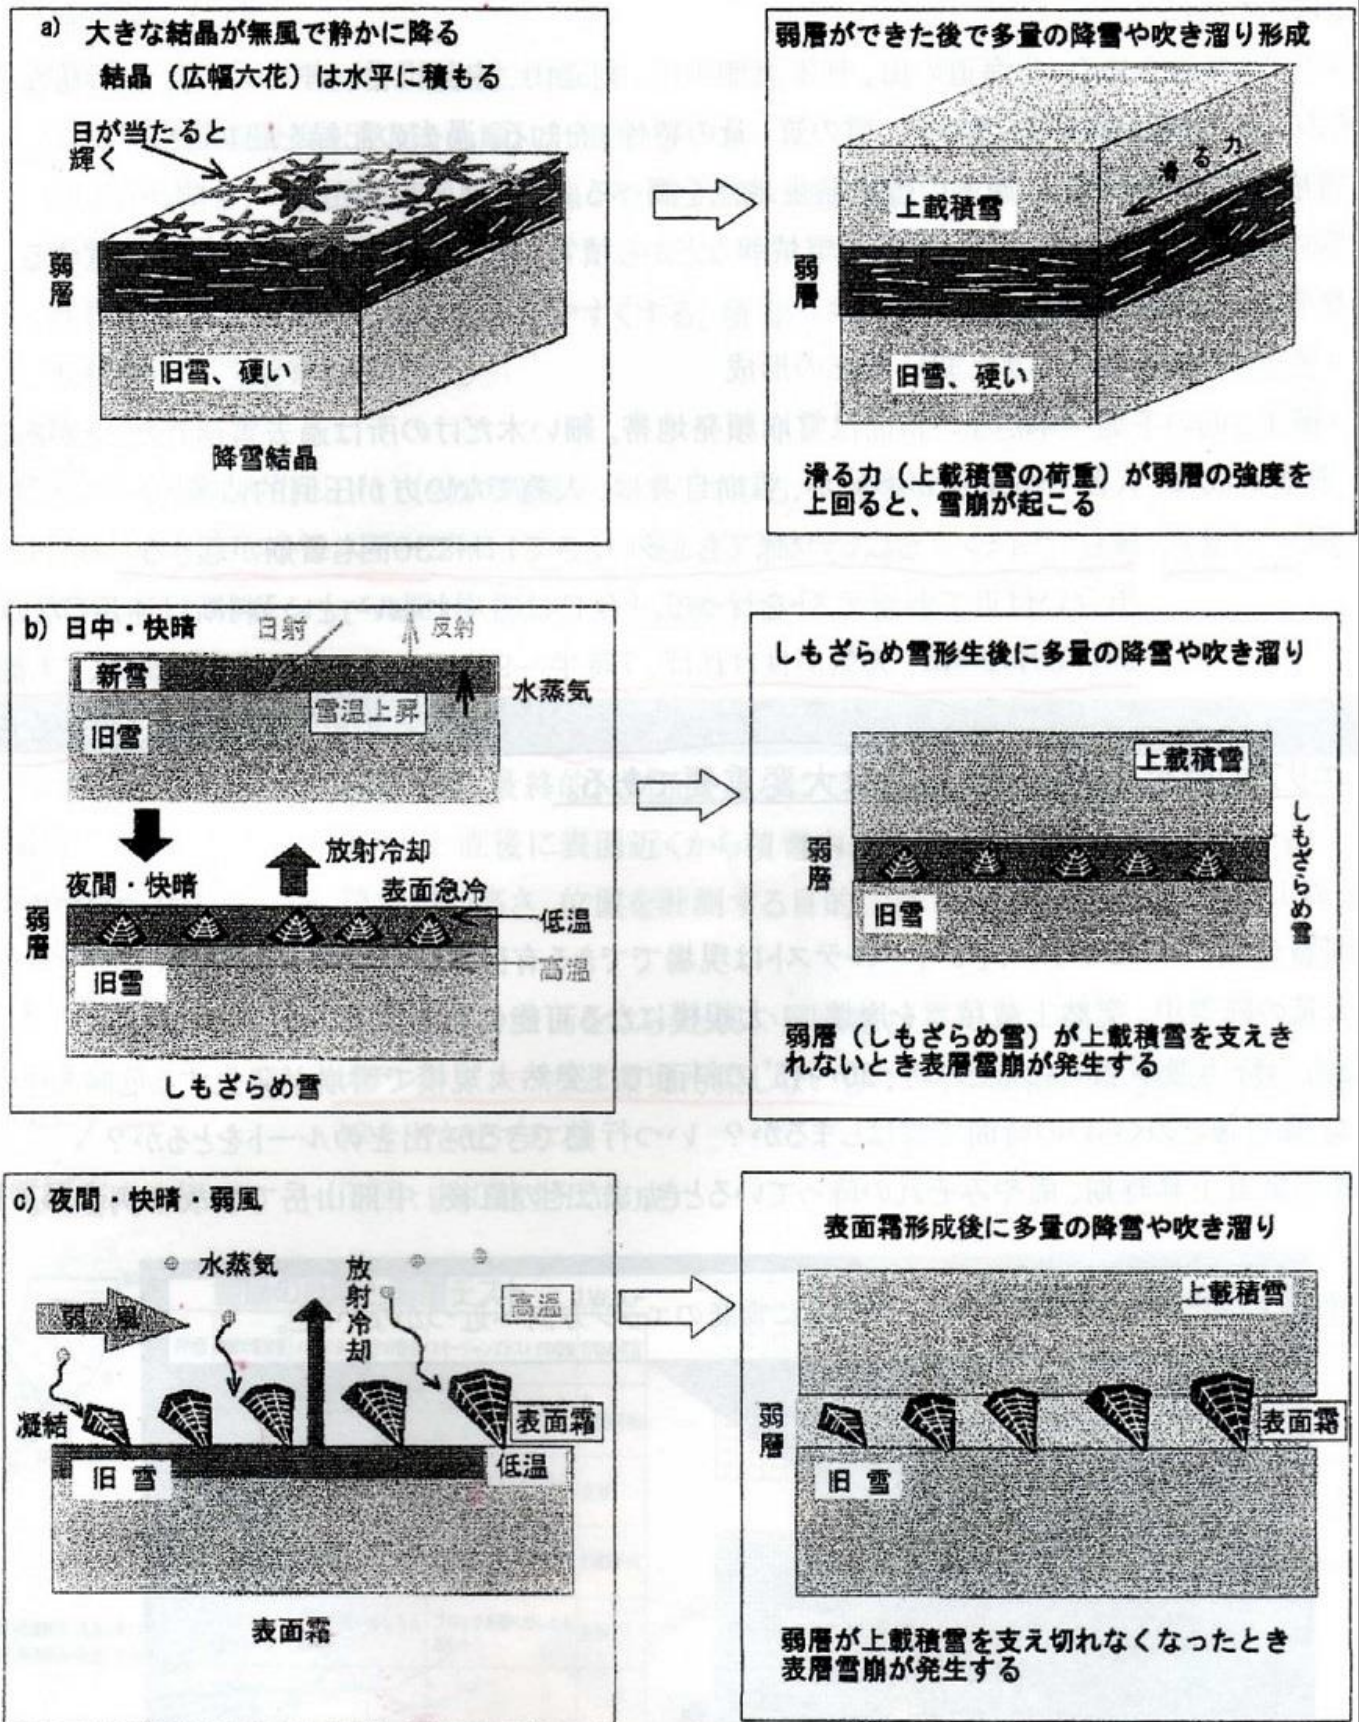 a) 大きな結晶が無風で静かに降る
結晶（広幅六花）は水平に積もる
日が当たると
輝く
弱層
旧雪、硬い
降雪結晶
弱層ができた後で多量の降雪や吹き溜り形成
滑る力
上載積雪
弱層
旧雪、硬い
滑る力（上載積雪の荷重）が弱層の強度を
上回ると、雪崩が起こる
b) 日中・快晴
日射
反射
新雪
水蒸気
雪温上昇
旧雪
放射冷却
夜間・快晴
表面急冷
弱層
低温
旧雪
高温
しもざらめ雪
しもざらめ雪形生後に多量の降雪や吹き溜り
上載積雪
弱層
しもざらめ雪
旧雪
弱層（しもざらめ雪）が上載積雪を支えき
れないとき表層雪崩が発生する
c) 夜間・快晴・弱風
水蒸気
放射冷却
高温
弱風
凝結
表面霜
旧雪
低温
表面霜
表面霜形成後に多量の降雪や吹き溜り
上載積雪
弱層
表面霜
旧雪
弱層が上載積雪を支え切れなくなったとき
表層雪崩が発生する